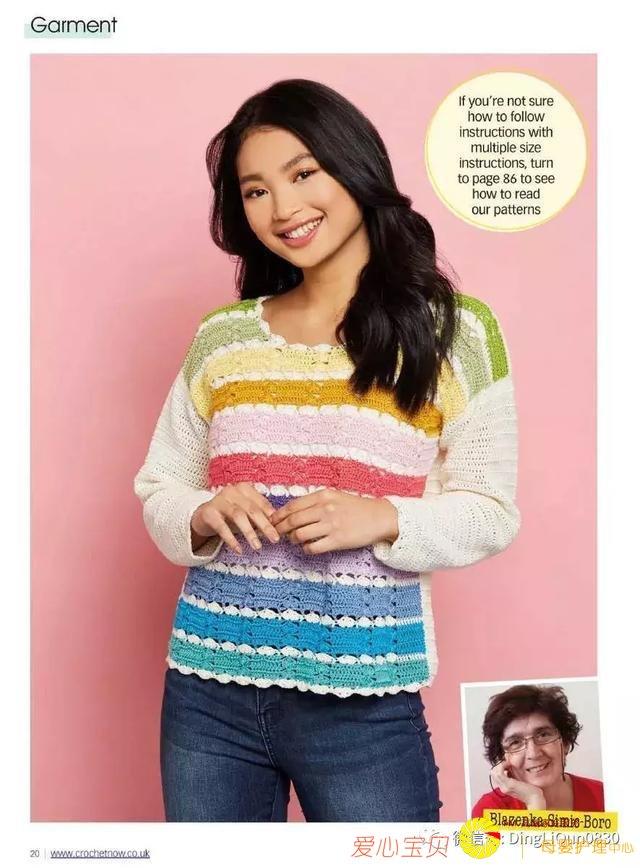 Garment
If you're not sure
how to follow
instructions with
multiple size
instructions, turn
to page 86 to see
how to read
our patterns
Blazenka Simic-Boro
微信 DingLiQun0830
20 | www.crochetnow.co.uk
爱心宝贝 母婴护理中心